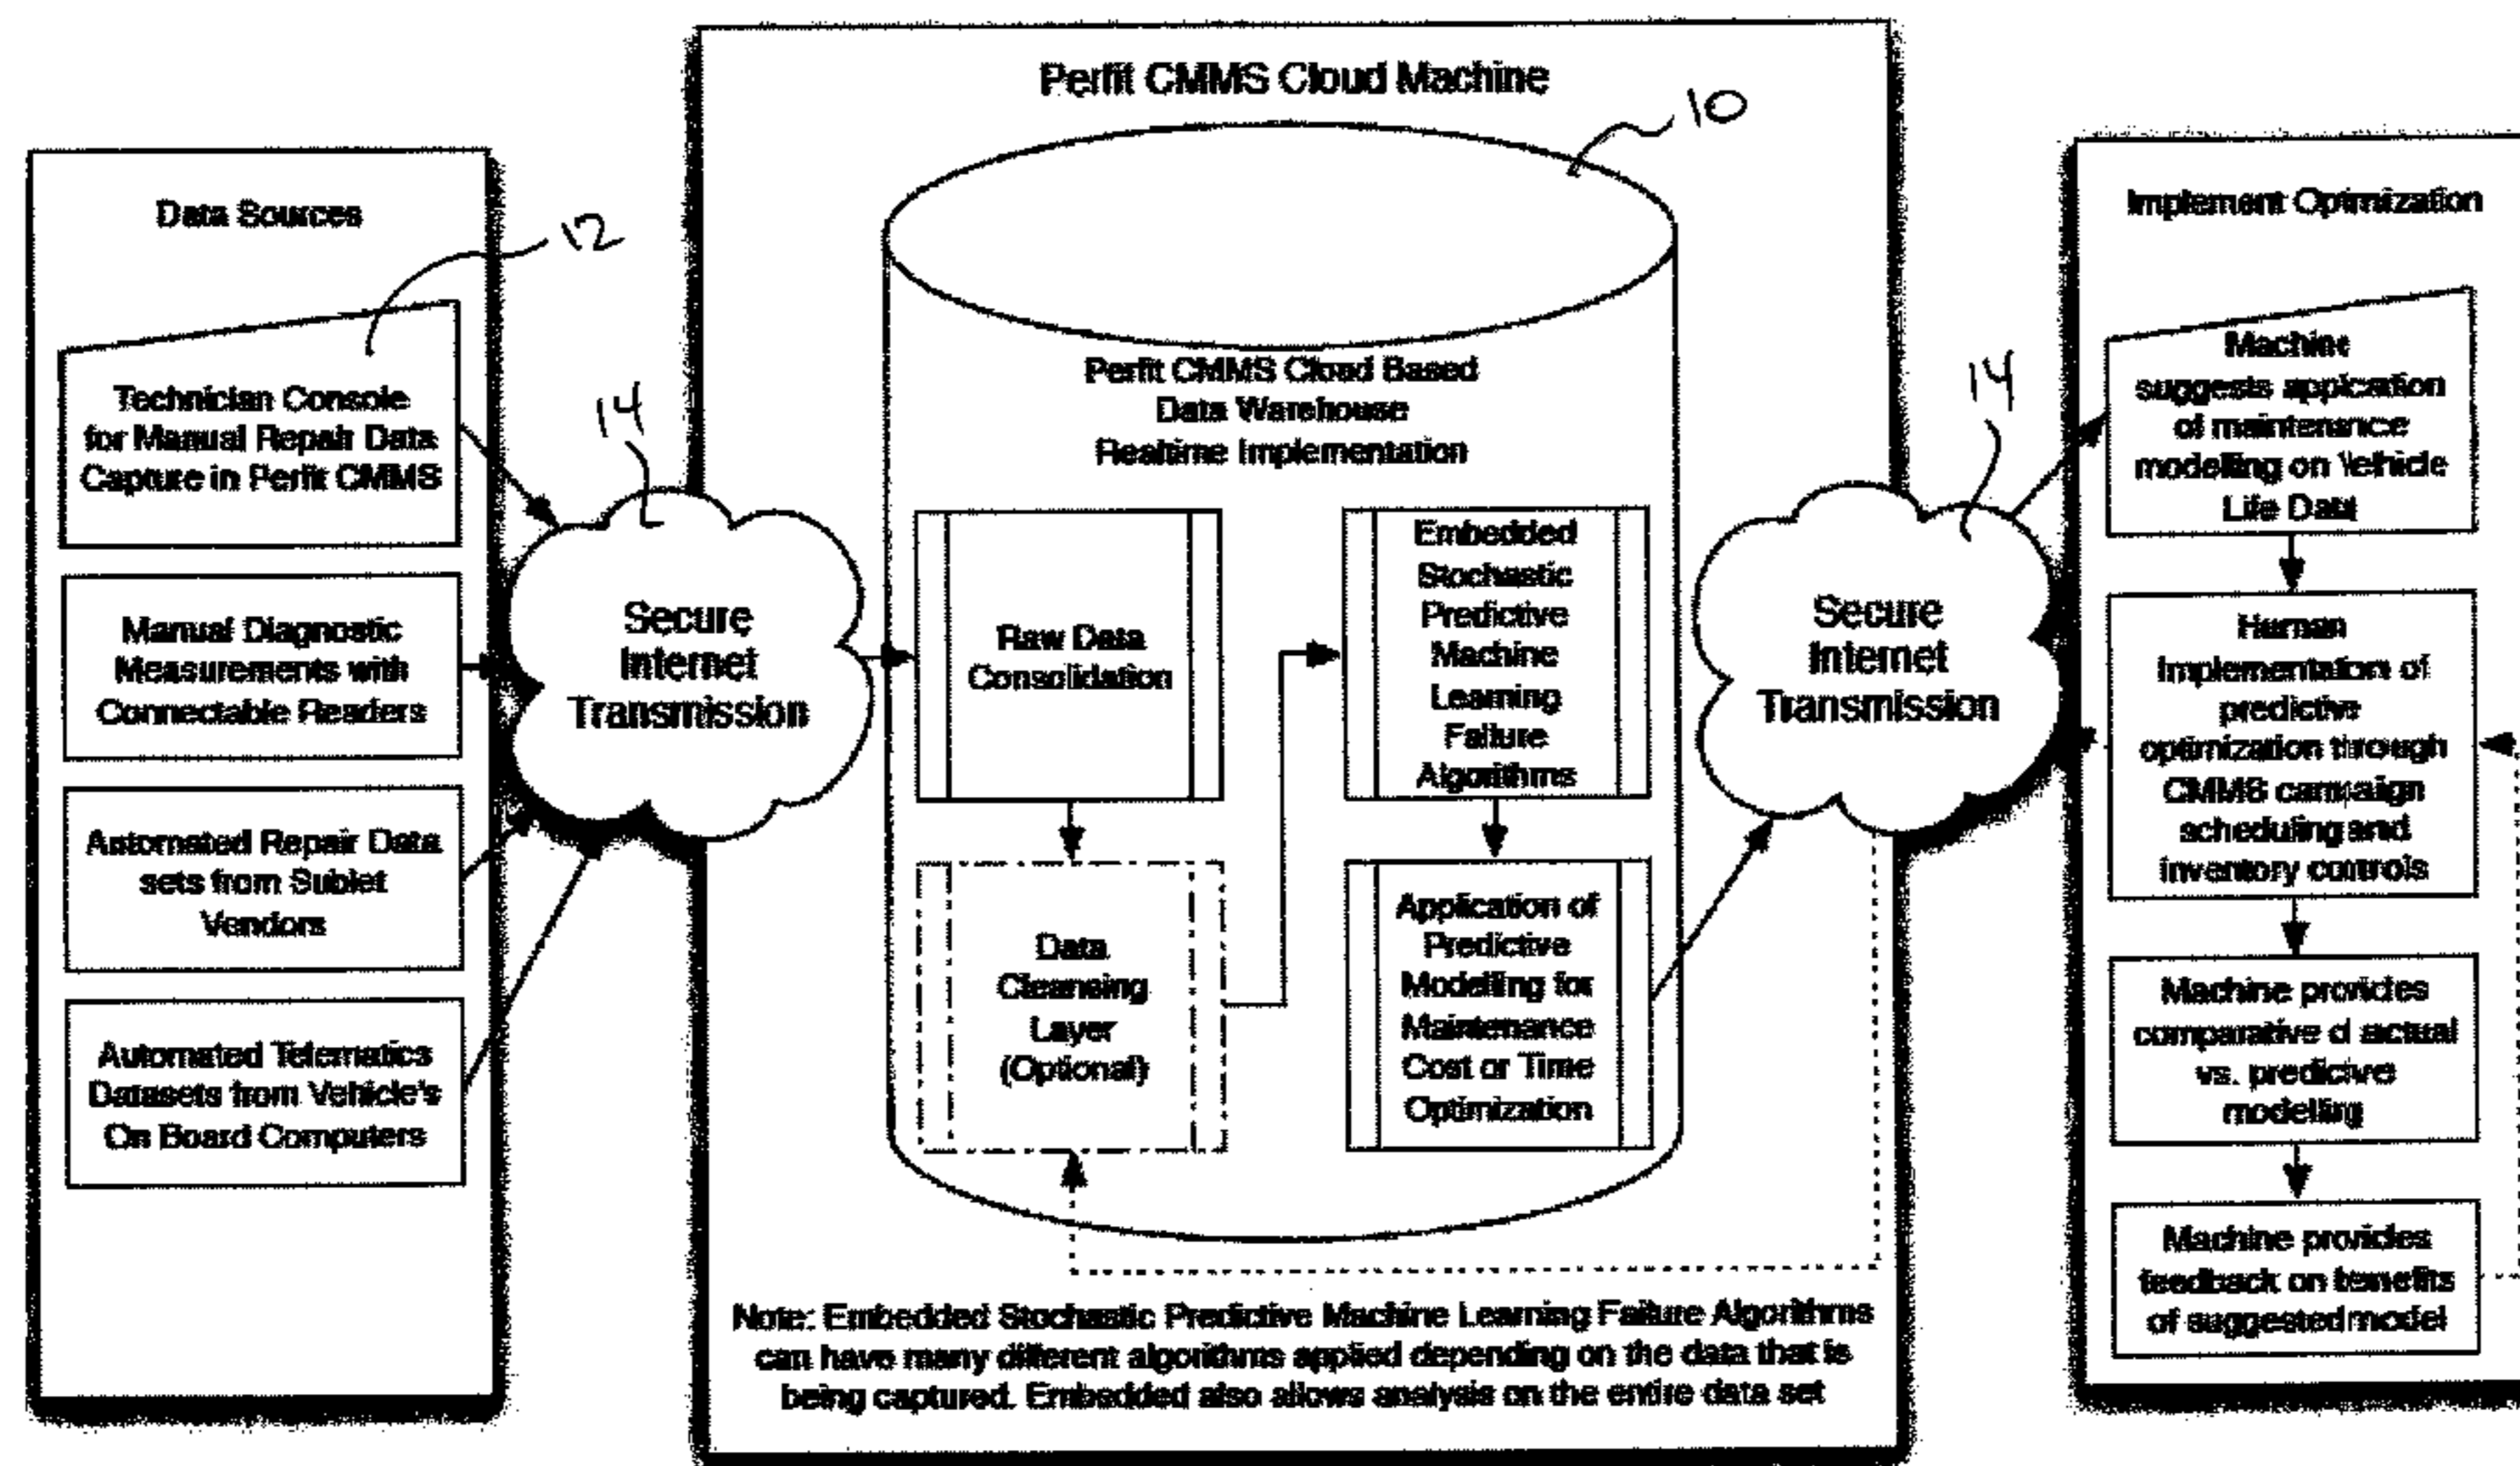 Perfit CMMS Cloud Machine
10
Data Sources
12
Technician Console
for Manual Repair Data
Capture in Perfit CMMS
Manual Diagnostic
Measurements with
Connectable Readers
Automated Repair Data
sets from Sublet
Vendors
Automated Telematics
Datasets from Vehicle's
On Board Computers
14
Secure
Internet
Transmission
Perfit CMMS Cloud Based
Data Warehouse
Realtime Implementation
Raw Data
Consolidation
Data
Cleansing
Layer
(Optional)
Embedded
Stochastic
Predictive
Machine
Learning
Failure
Algorithms
Application of
Predictive
Modelling for
Maintenance
Cost or Time
Optimization
Note: Embedded Stochastic Predictive Machine Learning Failure Algorithms
can have many different algorithms applied depending on the data that is
being captured. Embedded also allows analysis on the entire data set
14
Secure
Internet
Transmission
Implement Optimization
Machine
suggests application
of maintenance
modelling on Vehicle
Life Data
Human
Implementation of
predictive
optimization through
CMMS campaign
scheduling and
inventory controls
Machine provides
comparative of actual
vs. predictive
modelling
Machine provides
feedback on benefits
of suggested model